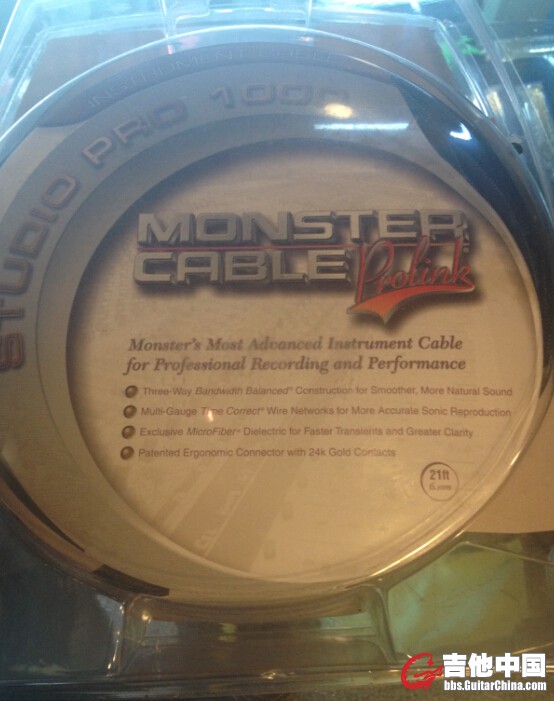 INSTRUMENT CABLE
STUDIO PRO 1000
MONSTER
CABLE
Prolink
Monster's Most Advanced Instrument Cable
for Professional Recording and Performance
Three-Way Bandwidth Balanced® Construction for Smoother, More Natural Sound
Multi-Gauge Time Correct® Wire Networks for More Accurate Sonic Reproduction
Exclusive MicroFiber® Dielectric for Faster Transients and Greater Clarity
Patented Ergonomic Connector with 24k Gold Contacts
21ft
吉他中国
bbs.GuitarChina.com